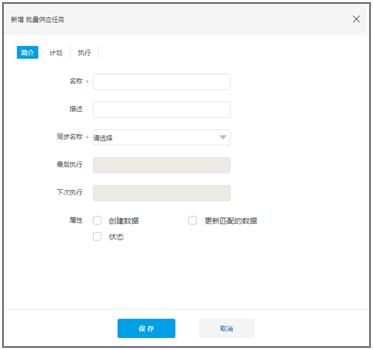 新增 批量供应任务
简介 计划 执行
名称 *
描述
同步名称 * 请选择
最后执行
下次执行
属性 创建数据 更新匹配的数据
状态
保存 取消